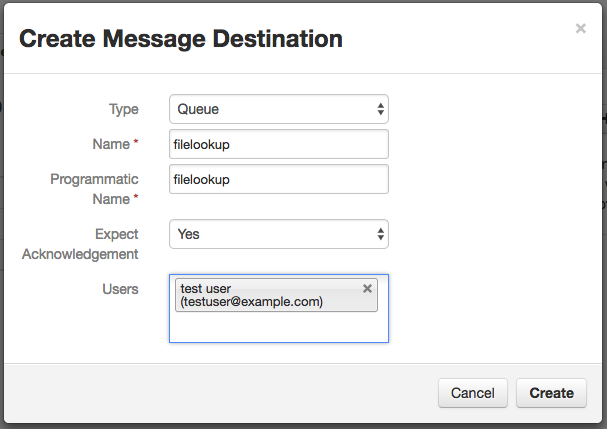 Create Message Destination
×
Type
Queue
Name *
filelookup
Programmatic
Name *
filelookup
Expect
Acknowledgement
Yes
Users
test user
(testuser@example.com)
×
Cancel
Create